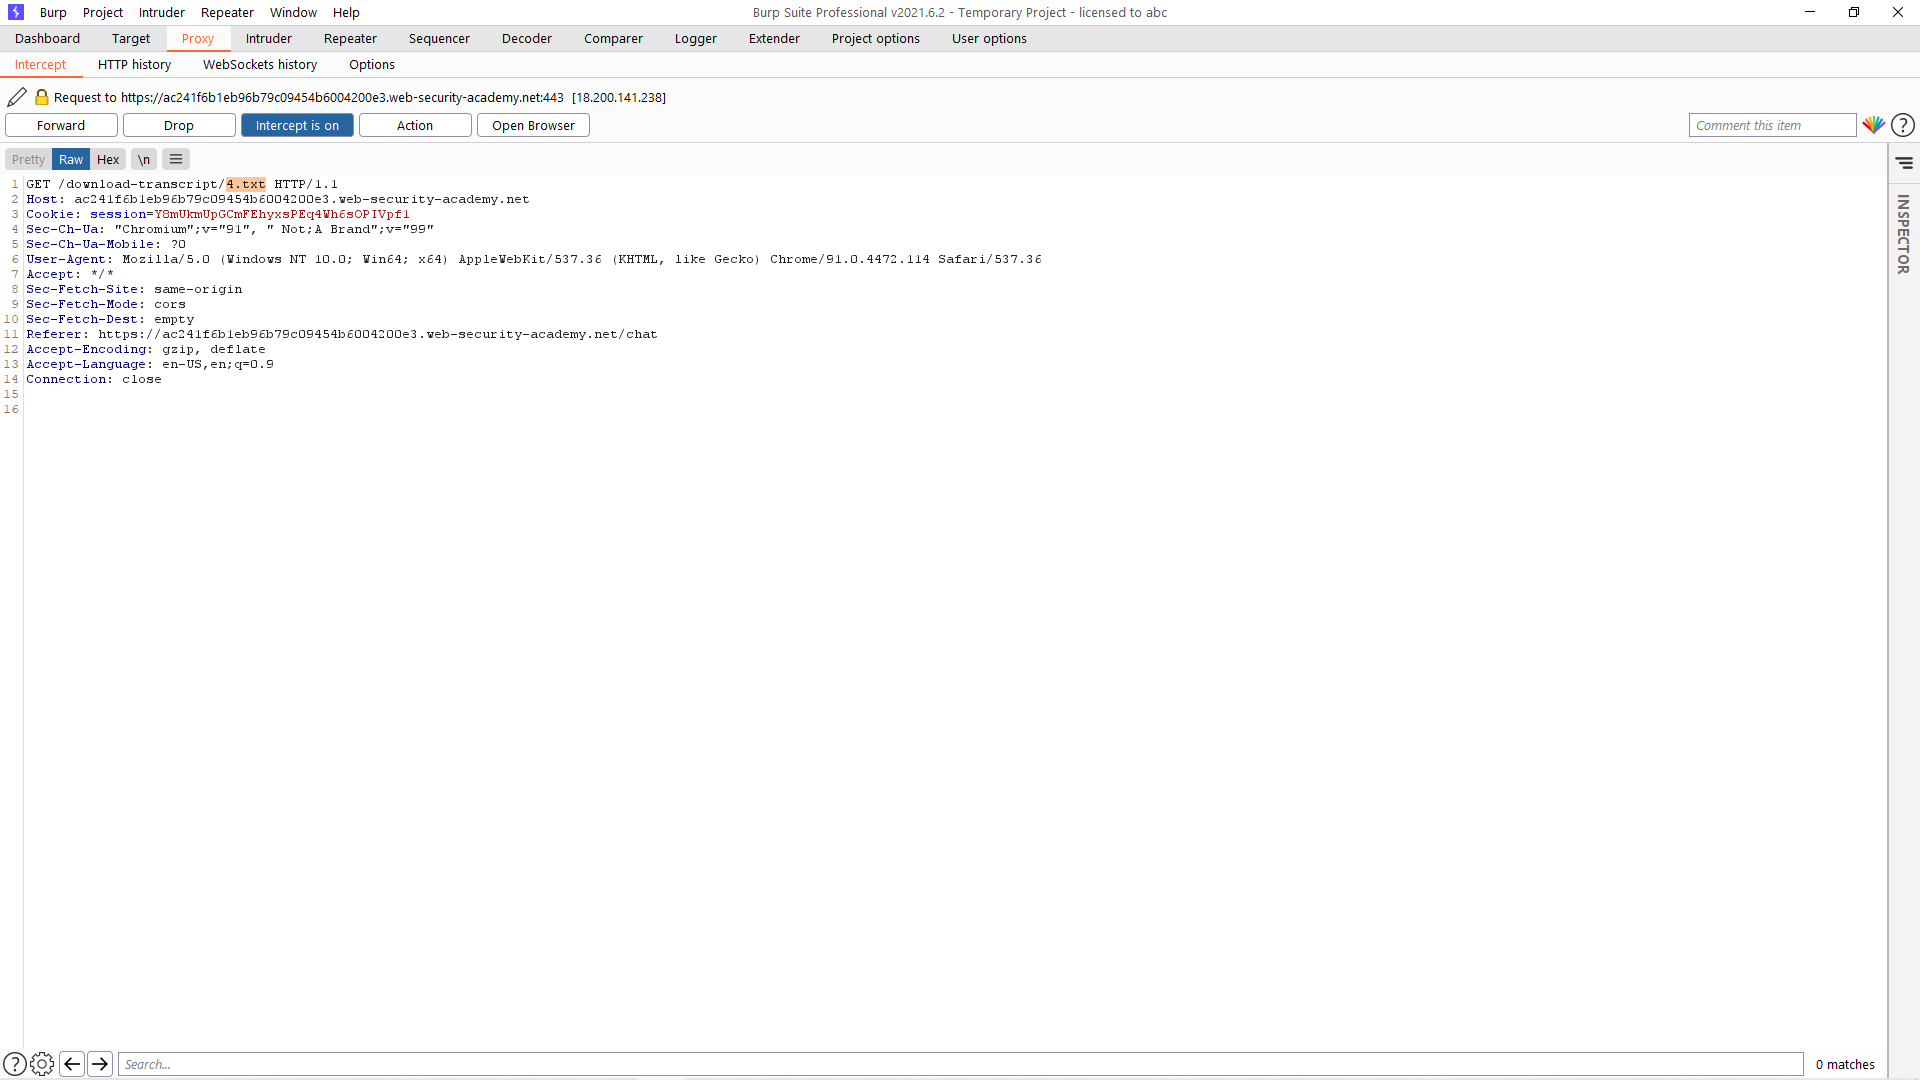 Burp Project Intruder Repeater Window Help Burp Suite Professional v2021.6.2 - Temporary Project - licensed to abc
Dashboard Target Proxy Intruder Repeater Sequencer Decoder Comparer Logger Extender Project options User options
Intercept HTTP history WebSockets history Options
Request to https://ac241f6b1eb96b79c09454b6004200e3.web-security-academy.net:443 [18.200.141.238]
Forward Drop Intercept is on Action Open Browser Comment this item ?
Pretty Raw Hex \n
1 GET /download-transcript/4.txt HTTP/1.1
2 Host: ac241f6b1eb96b79c09454b6004200e3.web-security-academy.net
3 Cookie: session=Y8mUkmUpGCmFEhyxsPEq4Wh6sOPIVpf1
4 Sec-Ch-Ua: "Chromium";v="91", " Not;A Brand";v="99"
5 Sec-Ch-Ua-Mobile: ?0
6 User-Agent: Mozilla/5.0 (Windows NT 10.0; Win64; x64) AppleWebKit/537.36 (KHTML, like Gecko) Chrome/91.0.4472.114 Safari/537.36
7 Accept: */*
8 Sec-Fetch-Site: same-origin
9 Sec-Fetch-Mode: cors
10 Sec-Fetch-Dest: empty
11 Referer: https://ac241f6b1eb96b79c09454b6004200e3.web-security-academy.net/chat
12 Accept-Encoding: gzip, deflate
13 Accept-Language: en-US,en;q=0.9
14 Connection: close
15
16
INSPECTOR
? Search... 0 matches